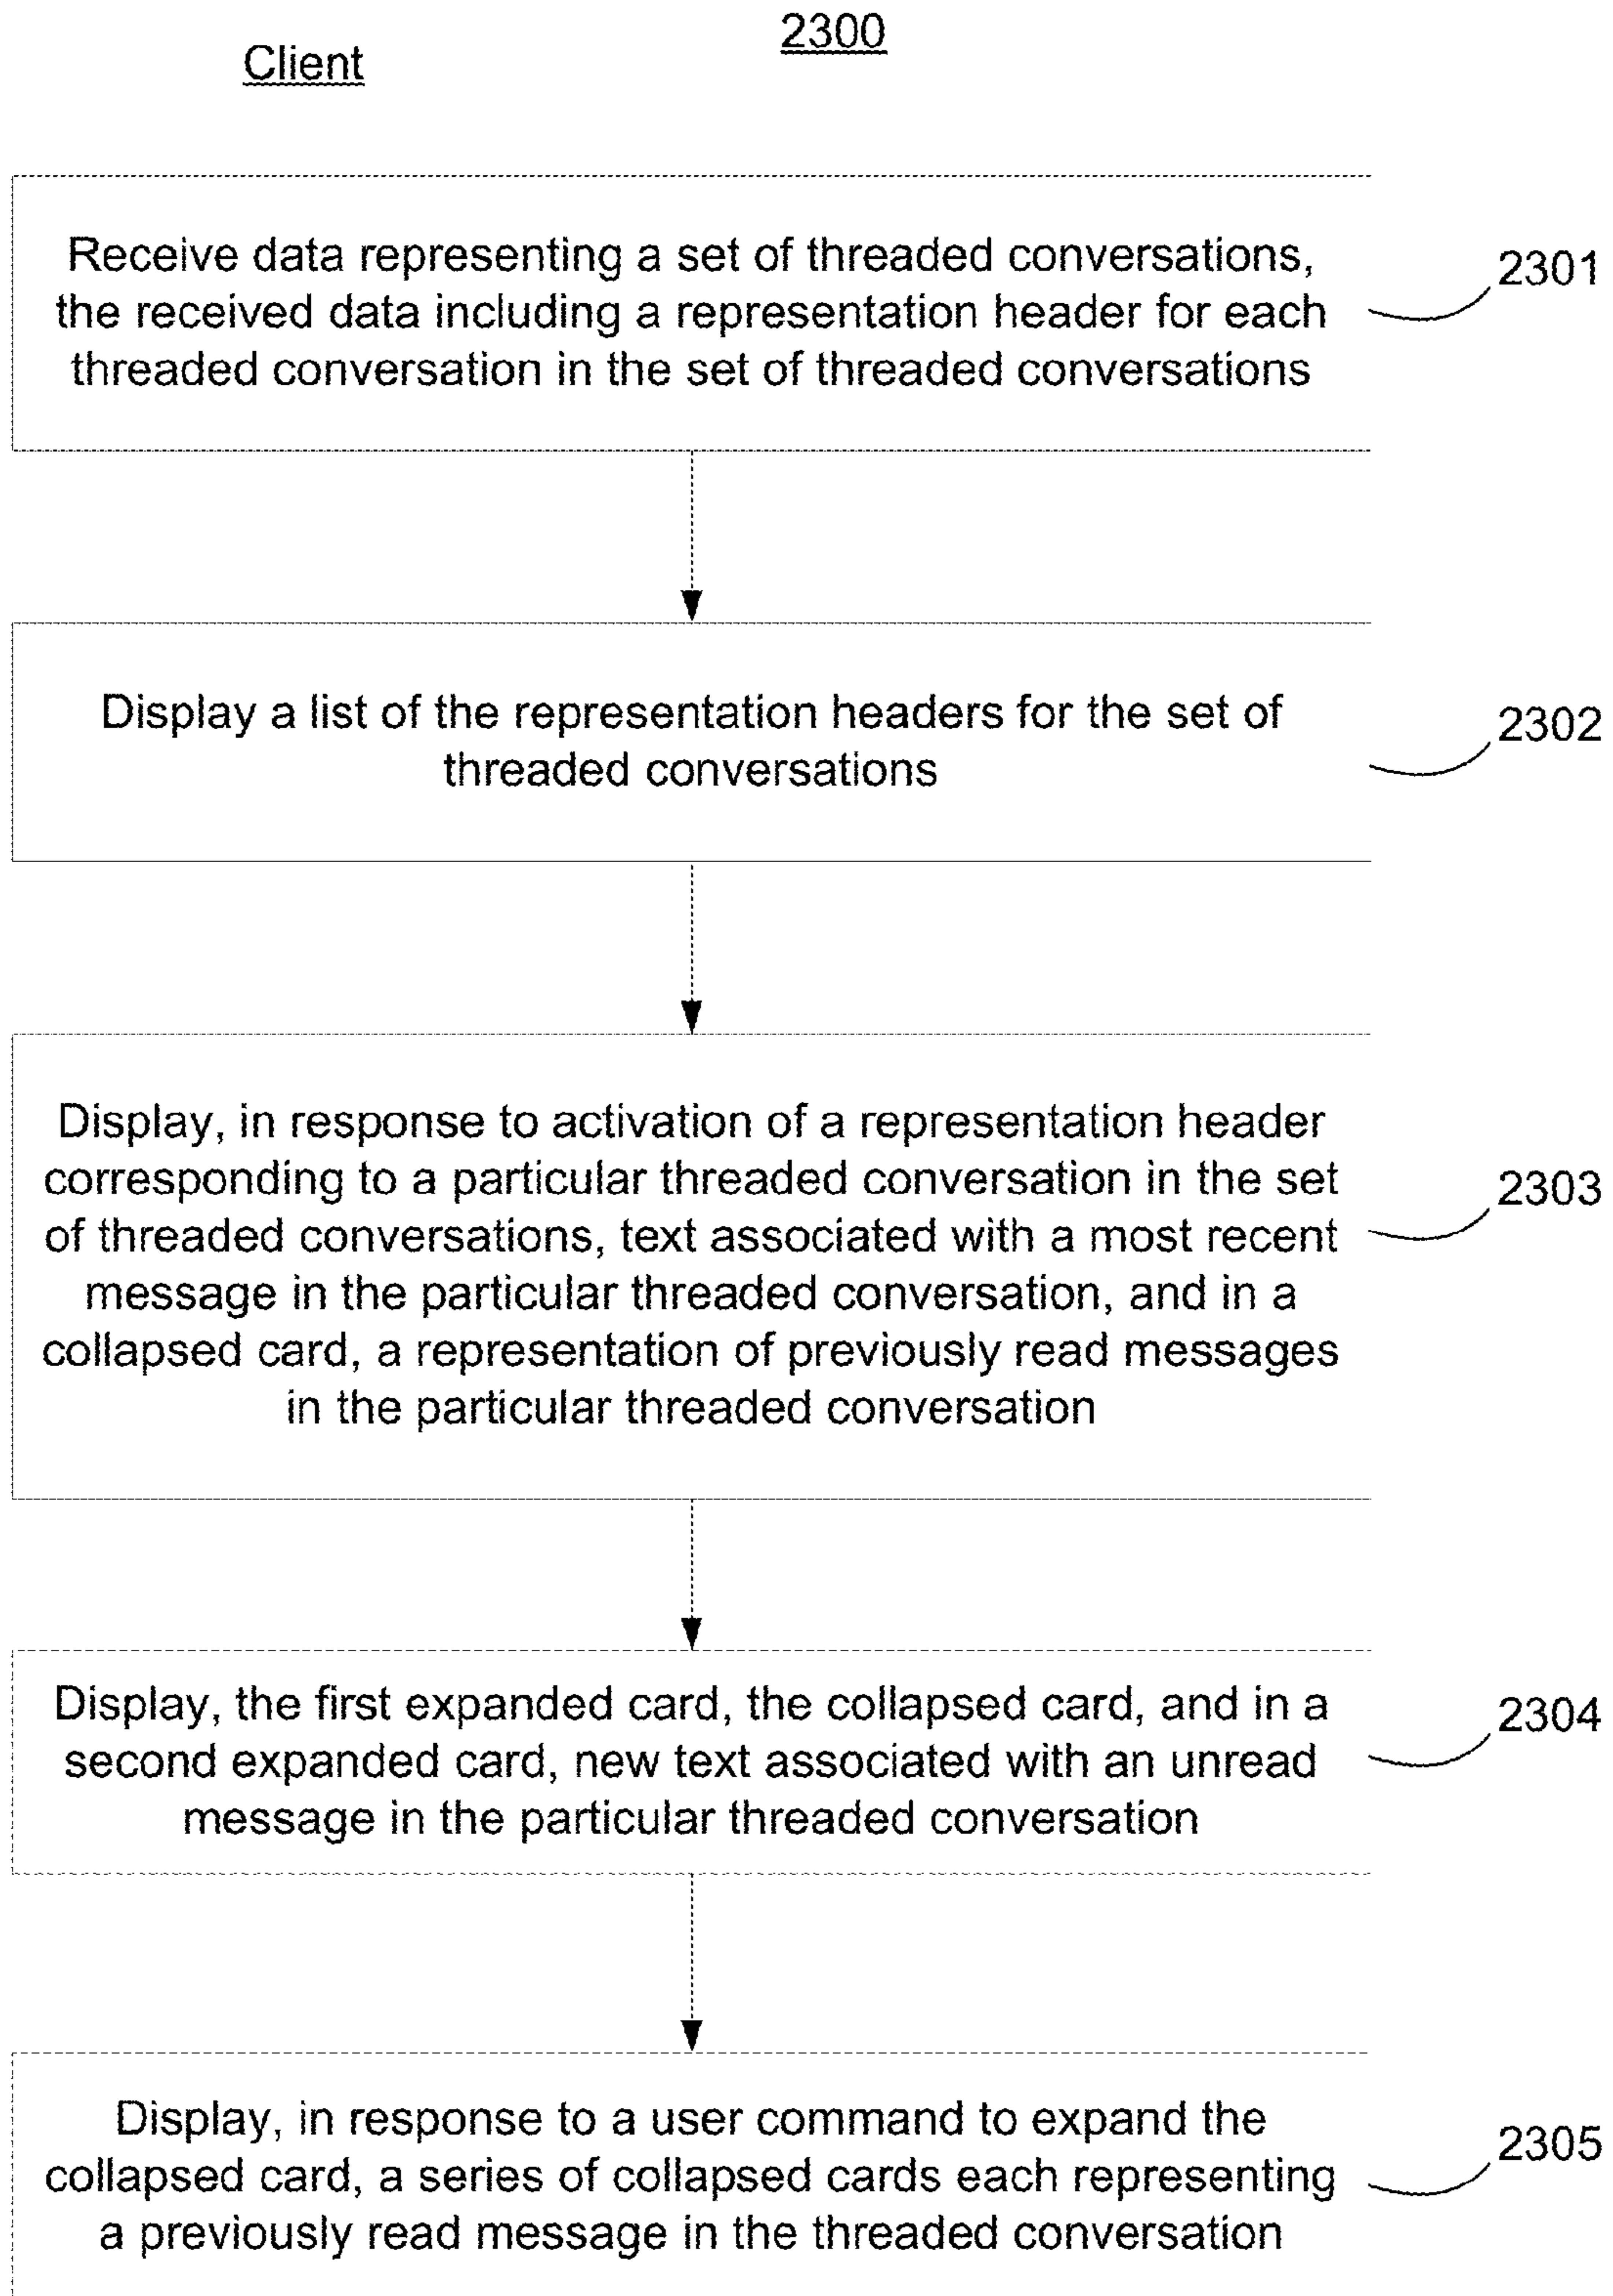 2300
Client
Receive data representing a set of threaded conversations,
the received data including a representation header for each
threaded conversation in the set of threaded conversations
2301
Display a list of the representation headers for the set of
threaded conversations
2302
Display, in response to activation of a representation header
corresponding to a particular threaded conversation in the set
of threaded conversations, text associated with a most recent
message in the particular threaded conversation, and in a
collapsed card, a representation of previously read messages
in the particular threaded conversation
2303
Display, the first expanded card, the collapsed card, and in a
second expanded card, new text associated with an unread
message in the particular threaded conversation
2304
Display, in response to a user command to expand the
collapsed card, a series of collapsed cards each representing
a previously read message in the threaded conversation
2305